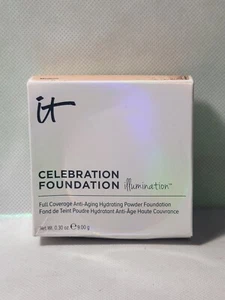 it
CELEBRATION
FOUNDATION illumination™
Full Coverage Anti-Aging Hydrating Powder Foundation
Fond de Teint Poudre Hydratant Anti-Âge Haute Couvrance
net wt. 0.30 oz ℮ 9.00 g